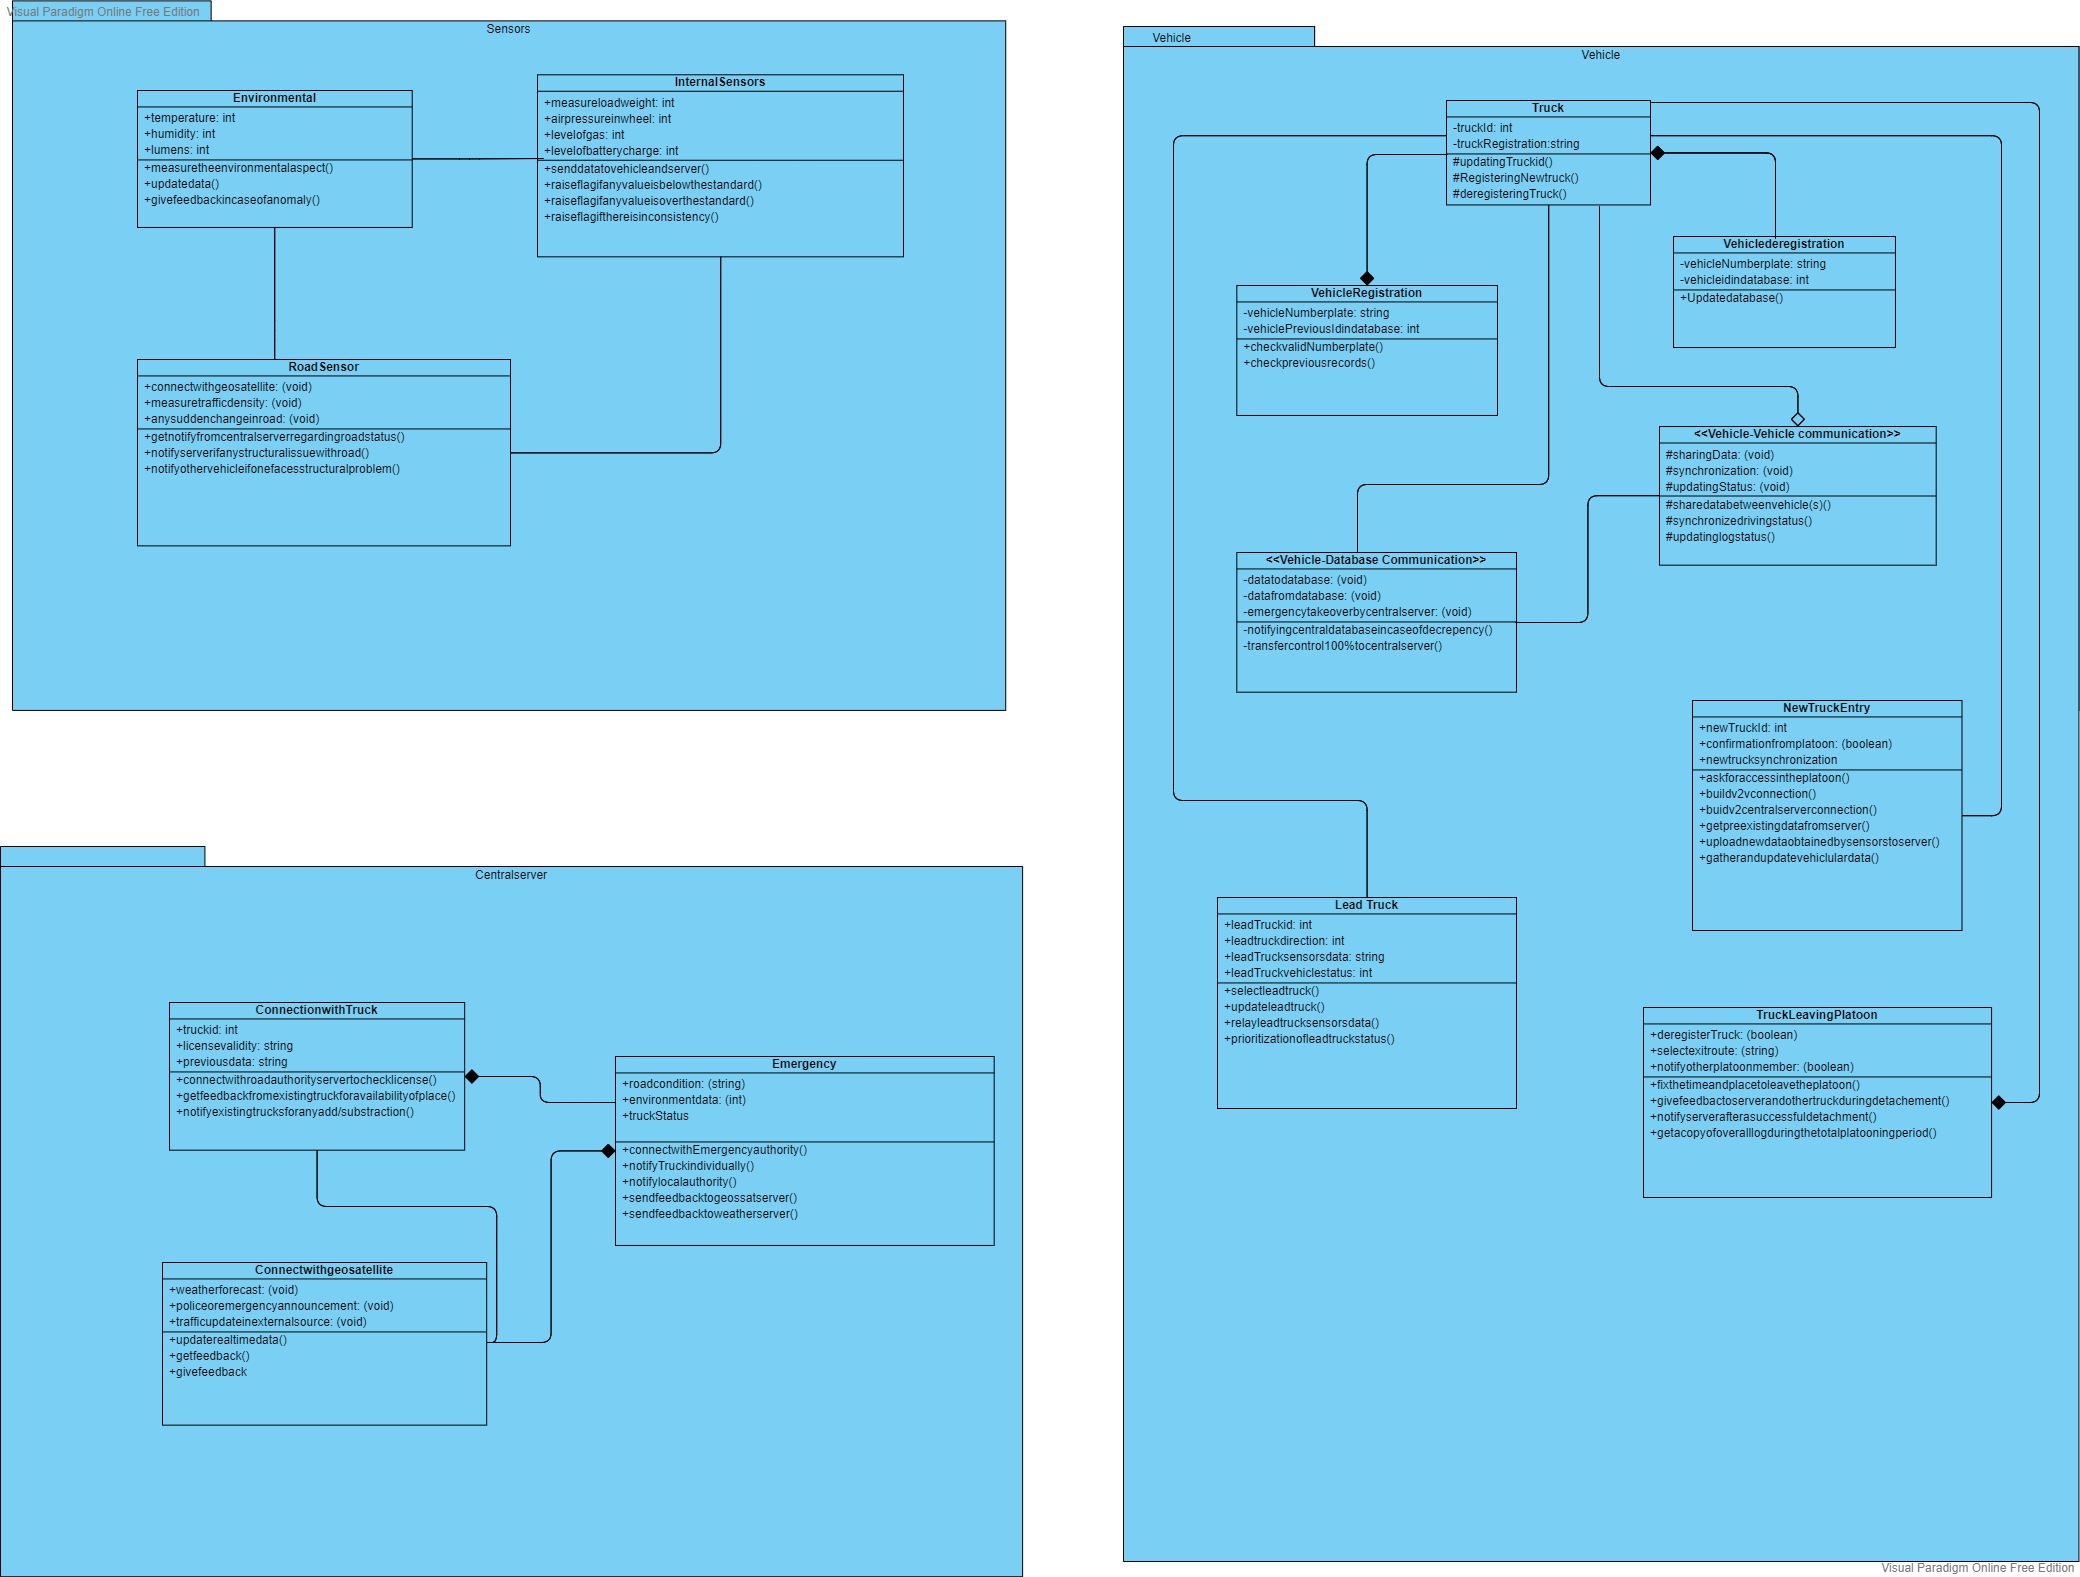 Visual Paradigm Online Free Edition
Sensors
Environmental
+temperature: int
+humidity: int
+lumens: int
+measuretheenvironmentalaspect()
+updatedata()
+givefeedbackincaseofanomaly()
InternalSensors
+measureloadweight: int
+airpressureinwheel: int
+levelofgas: int
+levelofbatterycharge: int
+senddatatovehicleandserver()
+raiseflagifanyvalueisbelowthestandard()
+raiseflagifanyvalueisoverthestandard()
+raiseflagifthereisinconsistency()
RoadSensor
+connectwithgeosatellite: (void)
+measuretrafficdensity: (void)
+anysuddenchangeinroad: (void)
+getnotifyfromcentralserverregardingroadstatus()
+notifyserverifanystructuralissuewithroad()
+notifyothervehicleifonefacesstructuralproblem()
Vehicle
Vehicle
Truck
-truckId: int
-truckRegistration:string
#updatingTruckid()
#RegisteringNewtruck()
#deregisteringTruck()
Vehiclederegistration
-vehicleNumberplate: string
-vehicleidindatabase: int
+Updatedatabase()
VehicleRegistration
-vehicleNumberplate: string
-vehiclePreviousIdindatabase: int
+checkvalidNumberplate()
+checkpreviousrecords()
<<Vehicle-Vehicle communication>>
#sharingData: (void)
#synchronization: (void)
#updatingStatus: (void)
#sharedatabetweenvehicle(s)()
#synchronizedrivingstatus()
#updatinglogstatus()
<<Vehicle-Database Communication>>
-datatodatabase: (void)
-datafromdatabase: (void)
-emergencytakeoverbycentralserver: (void)
-notifyingcentraldatabaseincaseofdecrepency()
-transfercontrol100%tocentralserver()
NewTruckEntry
+newTruckId: int
+confirmationfromplatoon: (boolean)
+newtrucksynchronization
+askforaccessintheplatoon()
+buildv2vconnection()
+buidv2centralserverconnection()
+getpreexistingdatafromserver()
+uploadnewdataobtainedbysensorstoserver()
+gatherandupdatevehiclulardata()
Lead Truck
+leadTruckid: int
+leadtruckdirection: int
+leadTrucksensorsdata: string
+leadTruckvehiclestatus: int
+selectleadtruck()
+updateleadtruck()
+relayleadtrucksensorsdata()
+prioritizationofleadtruckstatus()
TruckLeavingPlatoon
+deregisterTruck: (boolean)
+selectexitroute: (string)
+notifyotherplatoonmember: (boolean)
+fixthetimeandplacetoleavetheplatoon()
+givefeedbactoserverandothertruckduringdetachement()
+notifyserverafterasuccessfuldetachment()
+getacopyofoveralllogduringthetotalplatooningperiod()
Centralserver
ConnectionwithTruck
+truckid: int
+licensevalidity: string
+previousdata: string
+connectwithroadauthorityservertochecklicense()
+getfeedbackfromexistingtruckforavailabilityofplace()
+notifyexistingtrucksforanyadd/substraction()
Emergency
+roadcondition: (string)
+environmentdata: (int)
+truckStatus
+connectwithEmergencyauthority()
+notifyTruckindividually()
+notifylocalauthority()
+sendfeedbacktogeossatserver()
+sendfeedbacktoweatherserver()
Connectwithgeosatellite
+weatherforecast: (void)
+policeoremergencyannouncement: (void)
+trafficupdateinexternalsource: (void)
+updaterealtimedata()
+getfeedback()
+givefeedback
Visual Paradigm Online Free Edition